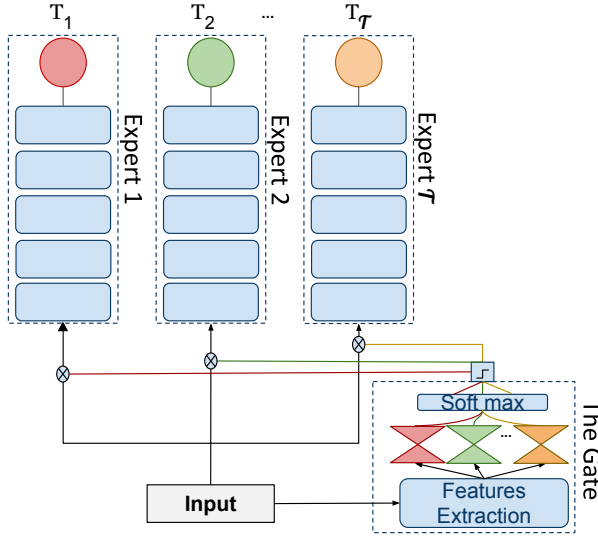 T1 T2 ... T𝒯
Expert 1
Expert 2
Expert 𝒯
Soft max
...
The Gate
Input
Features
Extraction